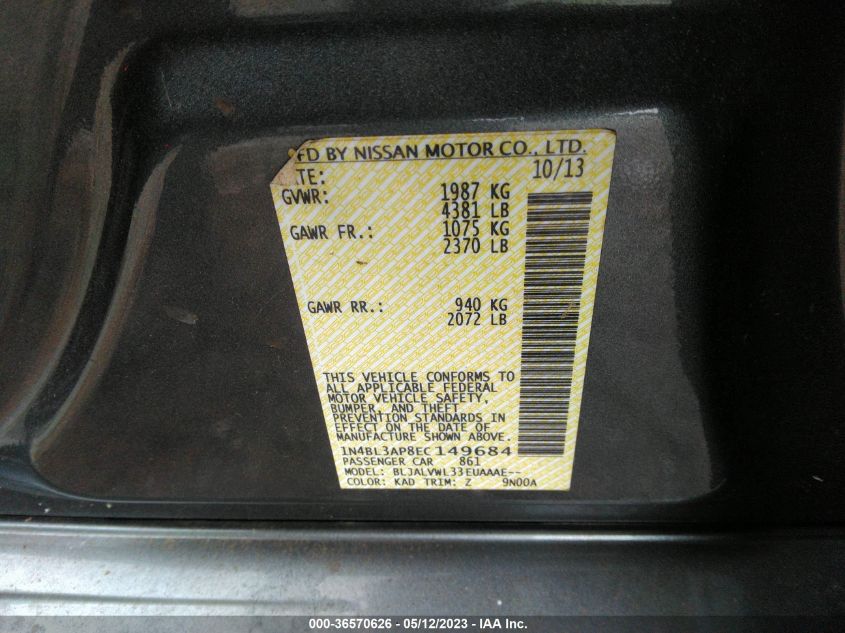 FD BY NISSAN MOTOR CO., LTD.
TE: 10/13
GVWR: 1987 KG
4381 LB
GAWR FR.: 1075 KG
2370 LB
GAWR RR.: 940 KG
2072 LB
THIS VEHICLE CONFORMS TO
ALL APPLICABLE FEDERAL
MOTOR VEHICLE SAFETY,
BUMPER, AND THEFT
PREVENTION STANDARDS IN
EFFECT ON THE DATE OF
MANUFACTURE SHOWN ABOVE.
1N4BL3AP8EC149684
PASSENGER CAR 861
MODEL: BLJALVWL33EUAAAE--
COLOR: KAD TRIM: Z 9N00A
000-36570626 - 05/12/2023 - © IAA Inc.